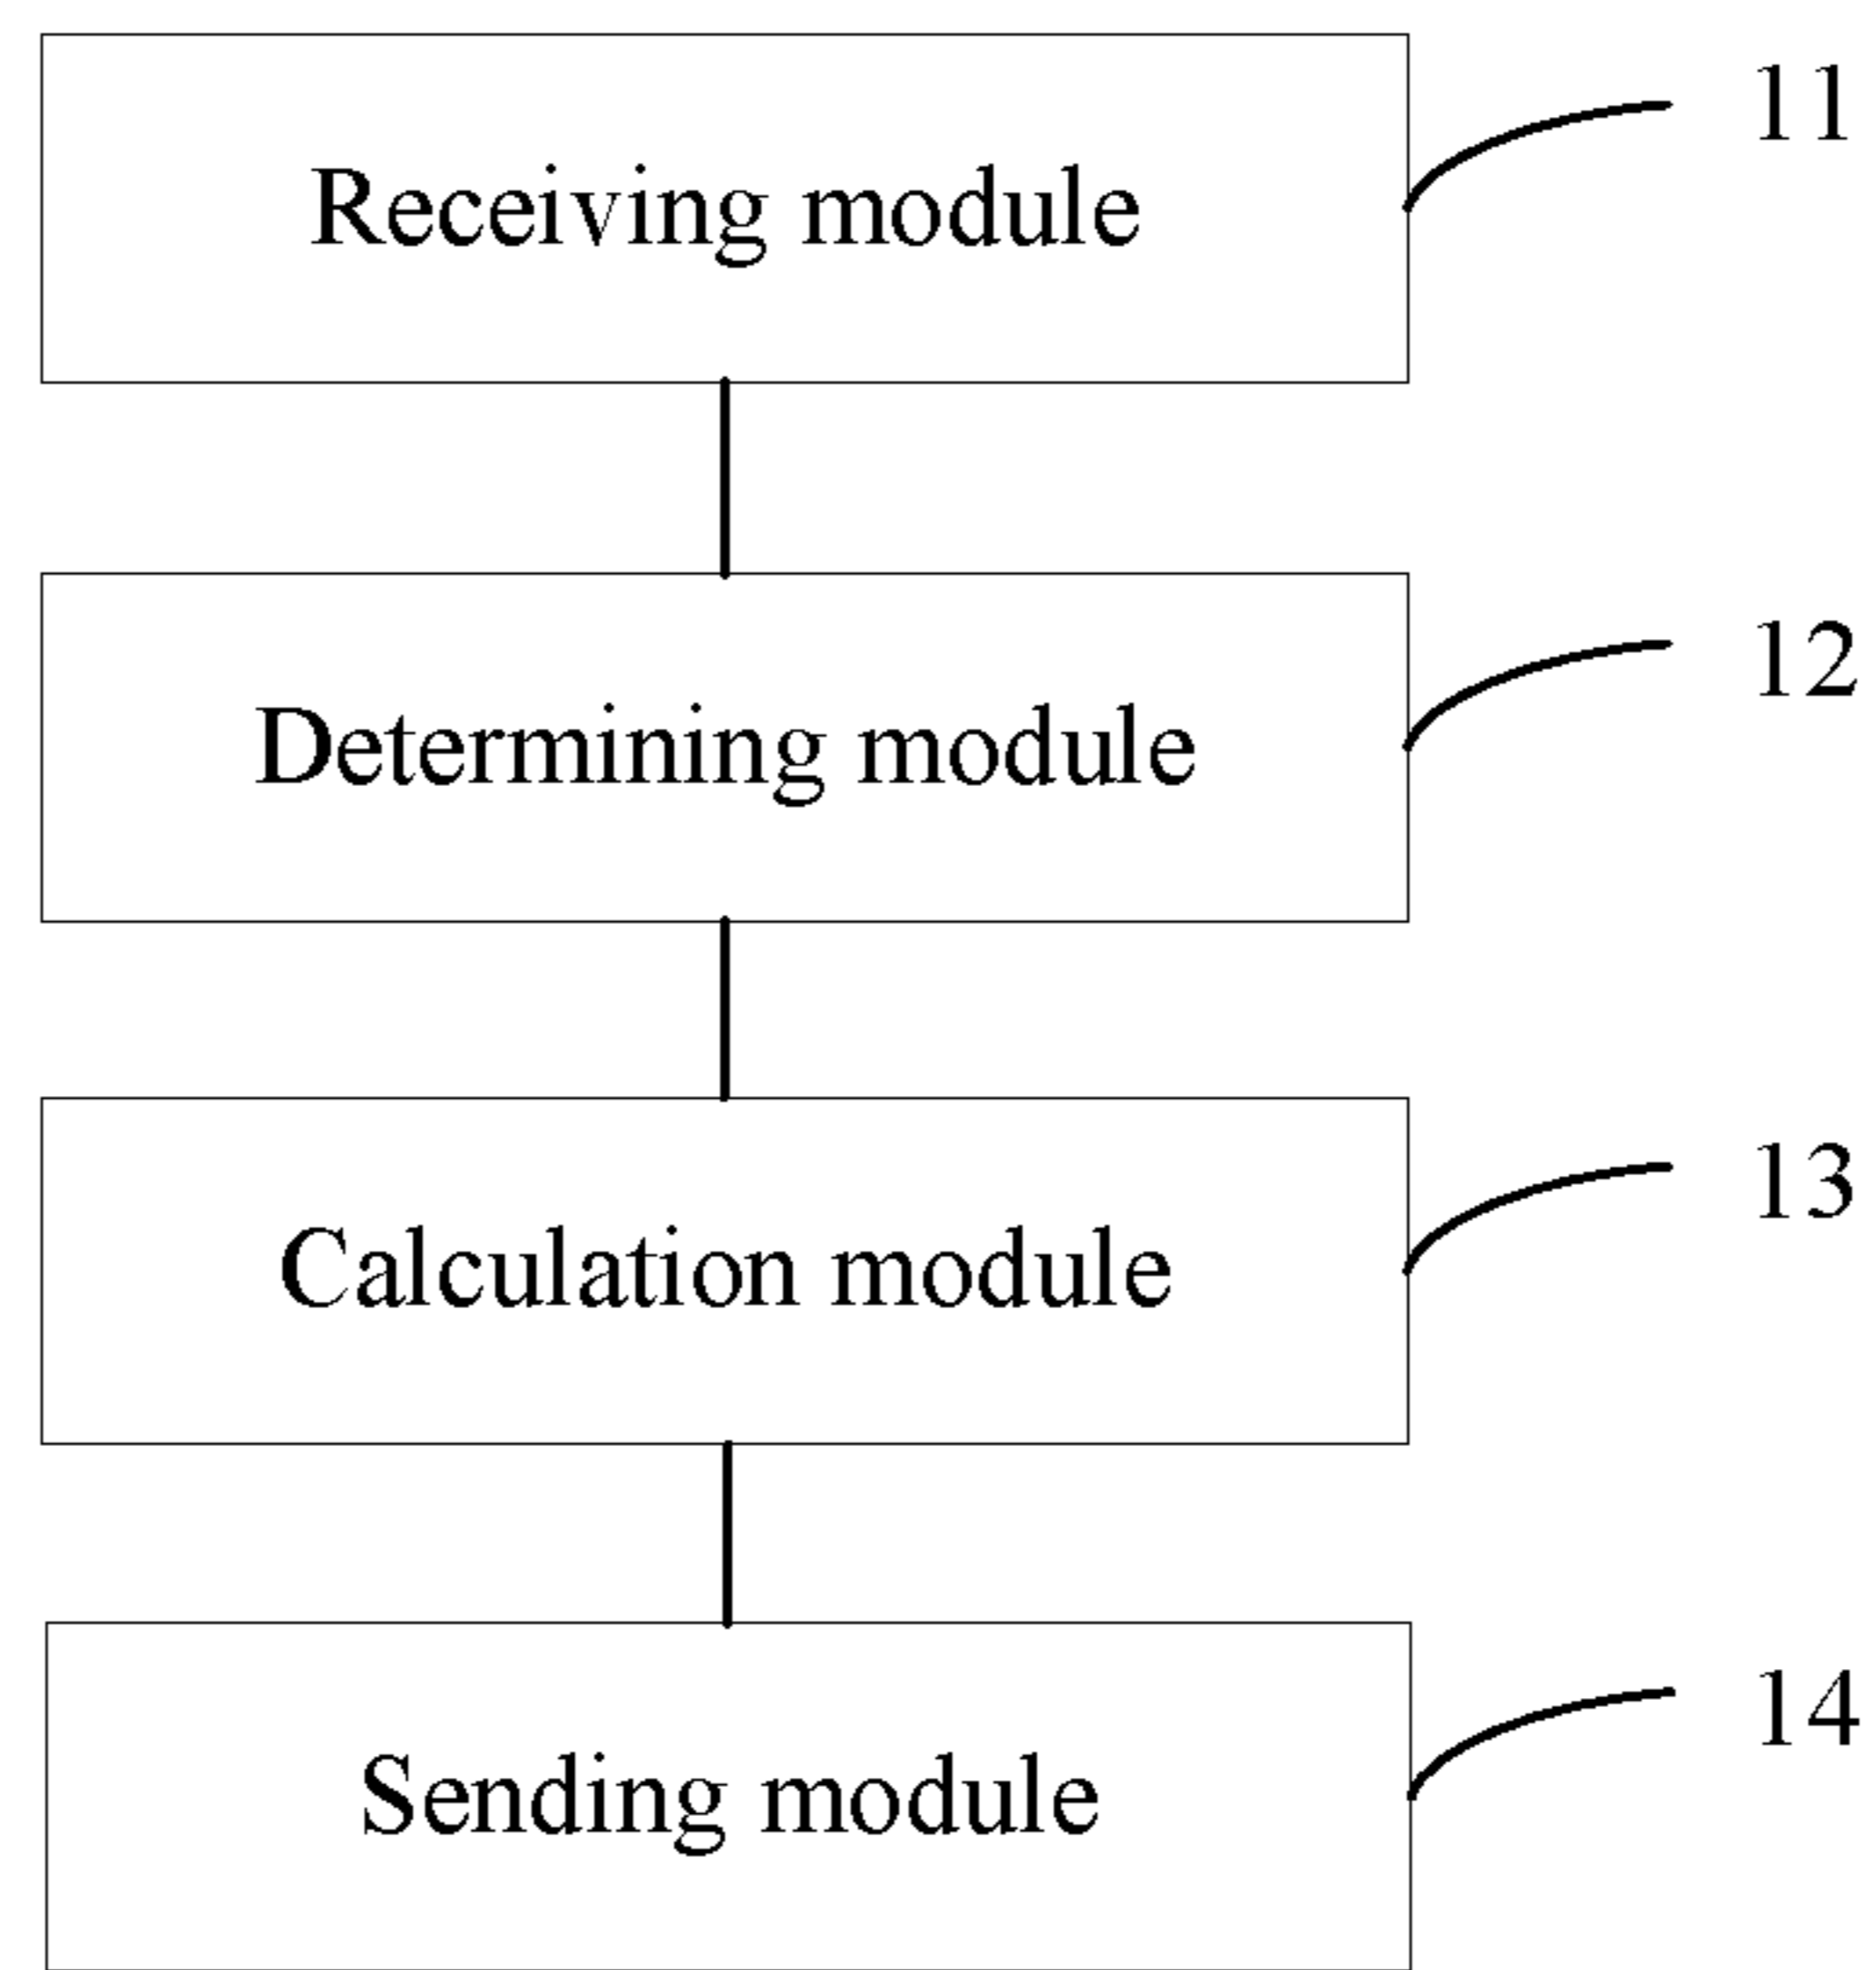 Receiving module
11
Determining module
12
Calculation module
13
Sending module
14